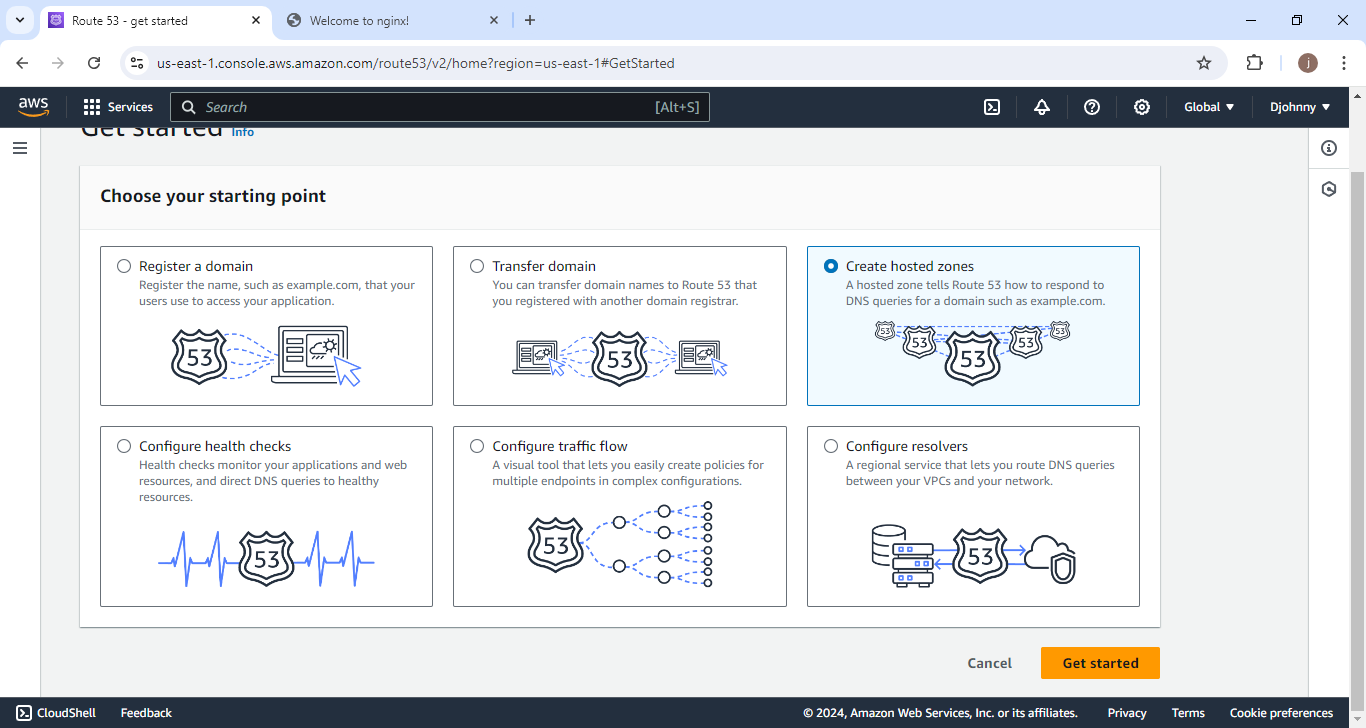 Route 53 - get started
Welcome to nginx!
us-east-1.console.aws.amazon.com/route53/v2/home?region=us-east-1#GetStarted
j
aws
Services
Search
[Alt+S]
Global
Djohnny
Get started Info
Choose your starting point
Register a domain
Register the name, such as example.com, that your
users use to access your application.
53
Transfer domain
You can transfer domain names to Route 53 that
you registered with another domain registrar.
53
Create hosted zones
A hosted zone tells Route 53 how to respond to
DNS queries for a domain such as example.com.
53
53
53
53
53
Configure health checks
Health checks monitor your applications and web
resources, and direct DNS queries to healthy
resources.
53
Configure traffic flow
A visual tool that lets you easily create policies for
multiple endpoints in complex configurations.
53
Configure resolvers
A regional service that lets you route DNS queries
between your VPCs and your network.
53
Cancel
Get started
CloudShell
Feedback
© 2024, Amazon Web Services, Inc. or its affiliates.
Privacy
Terms
Cookie preferences